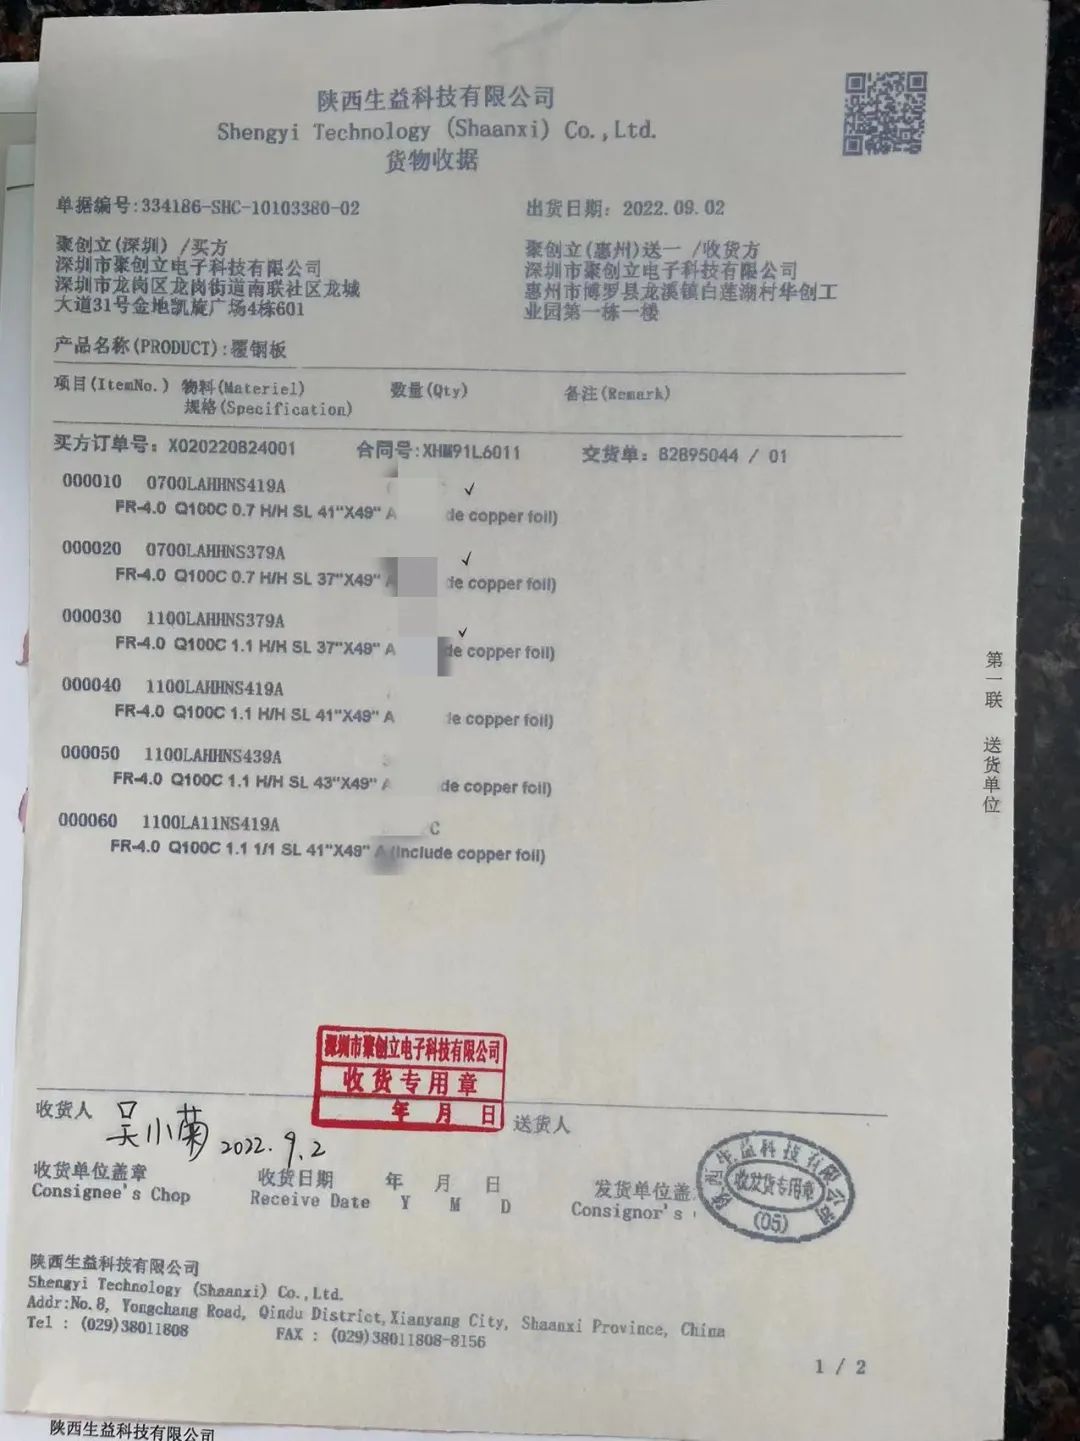 陕西生益科技有限公司
Shengyi Technology (Shaanxi) Co.,Ltd.
货物收据
单据编号:334186-SHC-10103380-02
出货日期: 2022.09.02
聚创立(深圳) /买方
深圳市聚创立电子科技有限公司
深圳市龙岗区龙岗街道南联社区龙城
大道31号金地凯旋广场4栋601
聚创立(惠州)送一 /收货方
深圳市聚创立电子科技有限公司
惠州市博罗县龙溪镇白莲湖村华创工
业园第一栋一楼
产品名称(PRODUCT):覆铜板
项目(ItemNo.) 物料(Materiel) 数量(Qty) 备注(Remark)
规格(Specification)
买方订单号: XO20220824001 合同号:XHM91L6011 交货单: 82895044 / 01
000010 0700LAHHNS419A ✓
FR-4.0 Q100C 0.7 H/H SL 41"X49" A de copper foil)
000020 0700LAHHNS379A ✓
FR-4.0 Q100C 0.7 H/H SL 37"X49" de copper foil)
000030 1100LAHHNS379A ✓
FR-4.0 Q100C 1.1 H/H SL 37"X49" A de copper foil)
000040 1100LAHHNS419A
FR-4.0 Q100C 1.1 H/H SL 41"X49" A de copper foil)
000050 1100LAHHNS439A
FR-4.0 Q100C 1.1 H/H SL 43"X49" de copper foil)
000060 1100LA11NS419A C
FR-4.0 Q100C 1.1 1/1 SL 41"X49" A (Include copper foil)
第一联 送货单位
深圳市聚创立电子科技有限公司
收货专用章
年 月 日
收货人 吴小菊 2022.9.2
送货人
收货单位盖章
Consignee's Chop
收货日期 年 月 日
Receive Date Y M D
发货单位盖
Consignor's
陕西生益科技有限公司
收发货专用章
(05)
陕西生益科技有限公司
Shengyi Technology (Shaanxi) Co.,Ltd.
Addr:No.8, Yongchang Road, Qindu District,Xianyang City, Shaanxi Province, China
Tel : (029)38011808 FAX : (029)38011808-8156
1 / 2
陕西生益科技有限公司